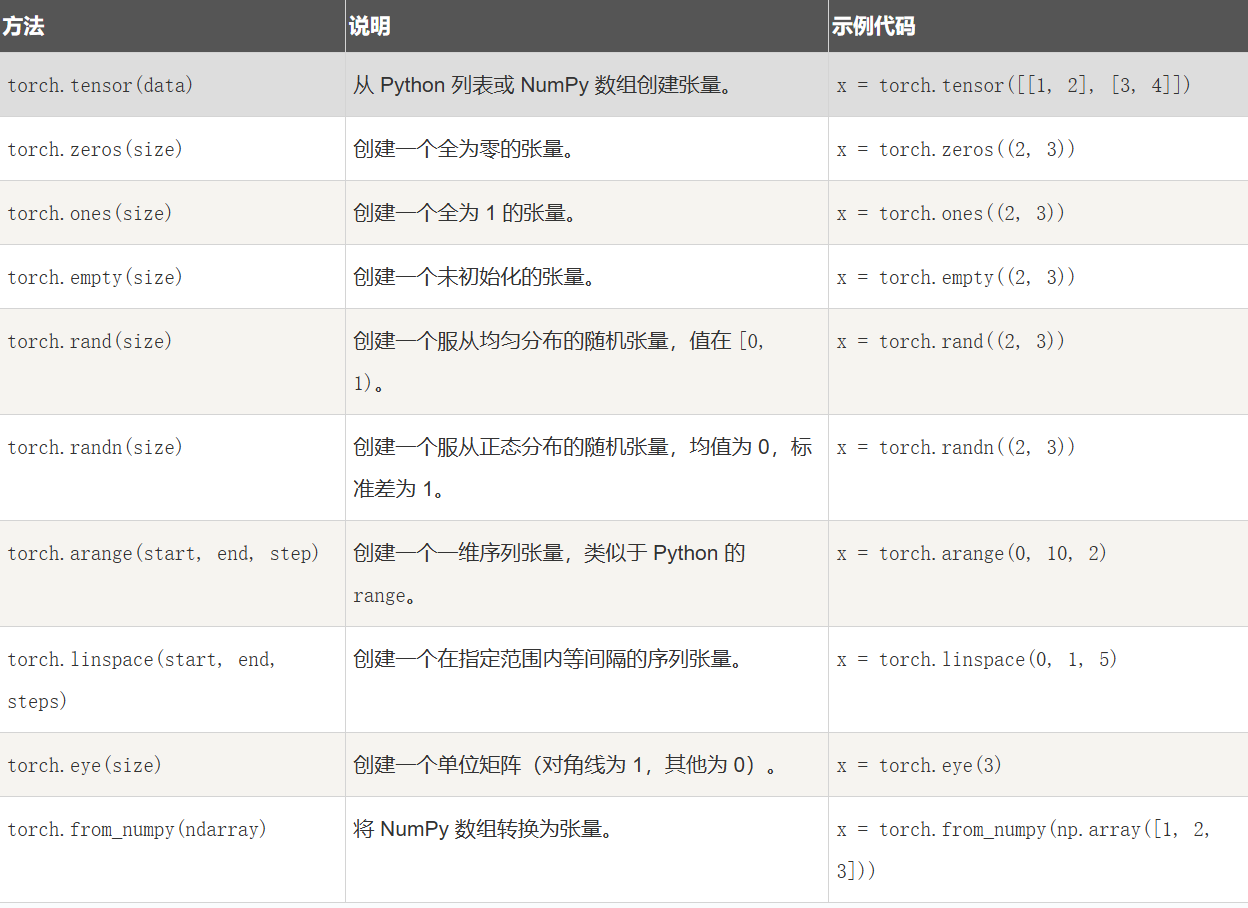 方法
说明
示例代码
torch.tensor(data)
从 Python 列表或 NumPy 数组创建张量。
x = torch.tensor([[1, 2], [3, 4]])
torch.zeros(size)
创建一个全为零的张量。
x = torch.zeros((2, 3))
torch.ones(size)
创建一个全为 1 的张量。
x = torch.ones((2, 3))
torch.empty(size)
创建一个未初始化的张量。
x = torch.empty((2, 3))
torch.rand(size)
创建一个服从均匀分布的随机张量，值在 [0,
1)。
x = torch.rand((2, 3))
torch.randn(size)
创建一个服从正态分布的随机张量，均值为 0，标
准差为 1。
x = torch.randn((2, 3))
torch.arange(start, end, step)
创建一个一维序列张量，类似于 Python 的
range。
x = torch.arange(0, 10, 2)
torch.linspace(start, end,
steps)
创建一个在指定范围内等间隔的序列张量。
x = torch.linspace(0, 1, 5)
torch.eye(size)
创建一个单位矩阵（对角线为 1，其他为 0）。
x = torch.eye(3)
torch.from_numpy(ndarray)
将 NumPy 数组转换为张量。
x = torch.from_numpy(np.array([1, 2,
3]))